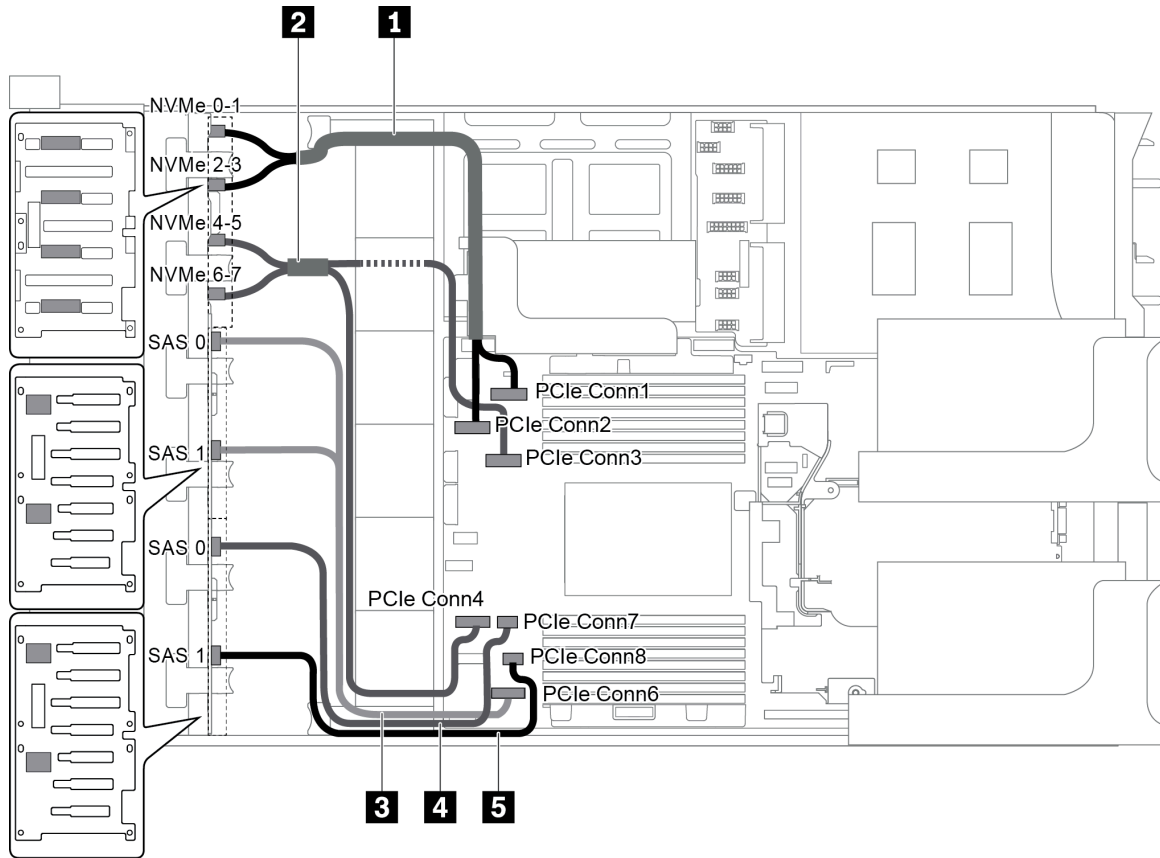 2
1
NVMe 0-1
NVMe 2-3
NVMe 4-5
NVMe 6-7
SAS 0
PCIe Conn1
PCIe Conn2
SAS 1
PCIe Conn3
SAS 0
PCIe Conn4
PCIe Conn7
SAS 1
PCIe Conn8
PCIe Conn6
3
4
5